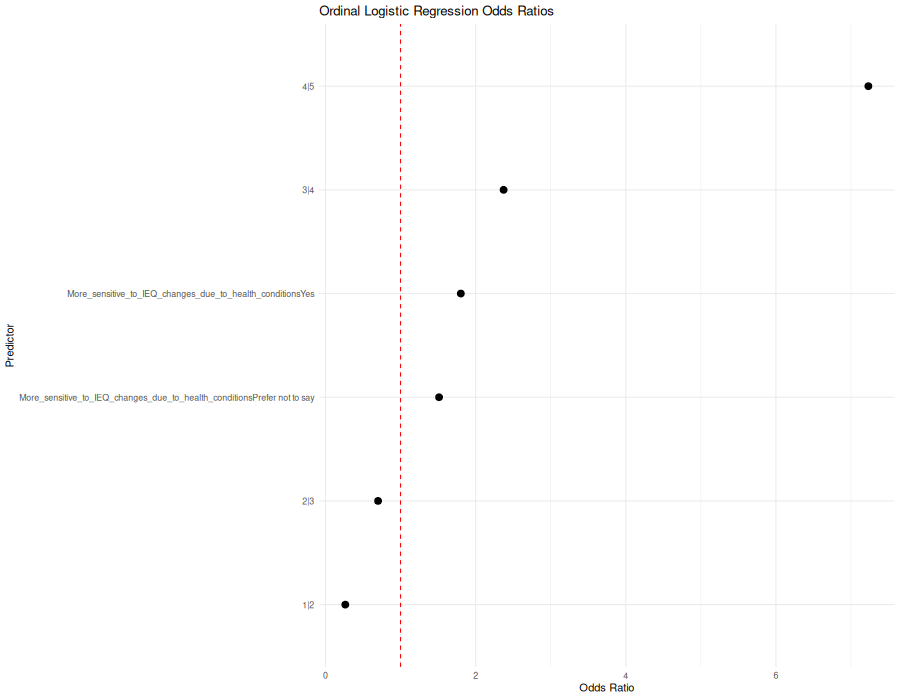 Ordinal Logistic Regression Odds Ratios
4|5
3|4
More_sensitive_to_IEQ_changes_due_to_health_conditionsYes
Predictor
More_sensitive_to_IEQ_changes_due_to_health_conditionsPrefer not to say
2|3
1|2
0 2 4 6
Odds Ratio